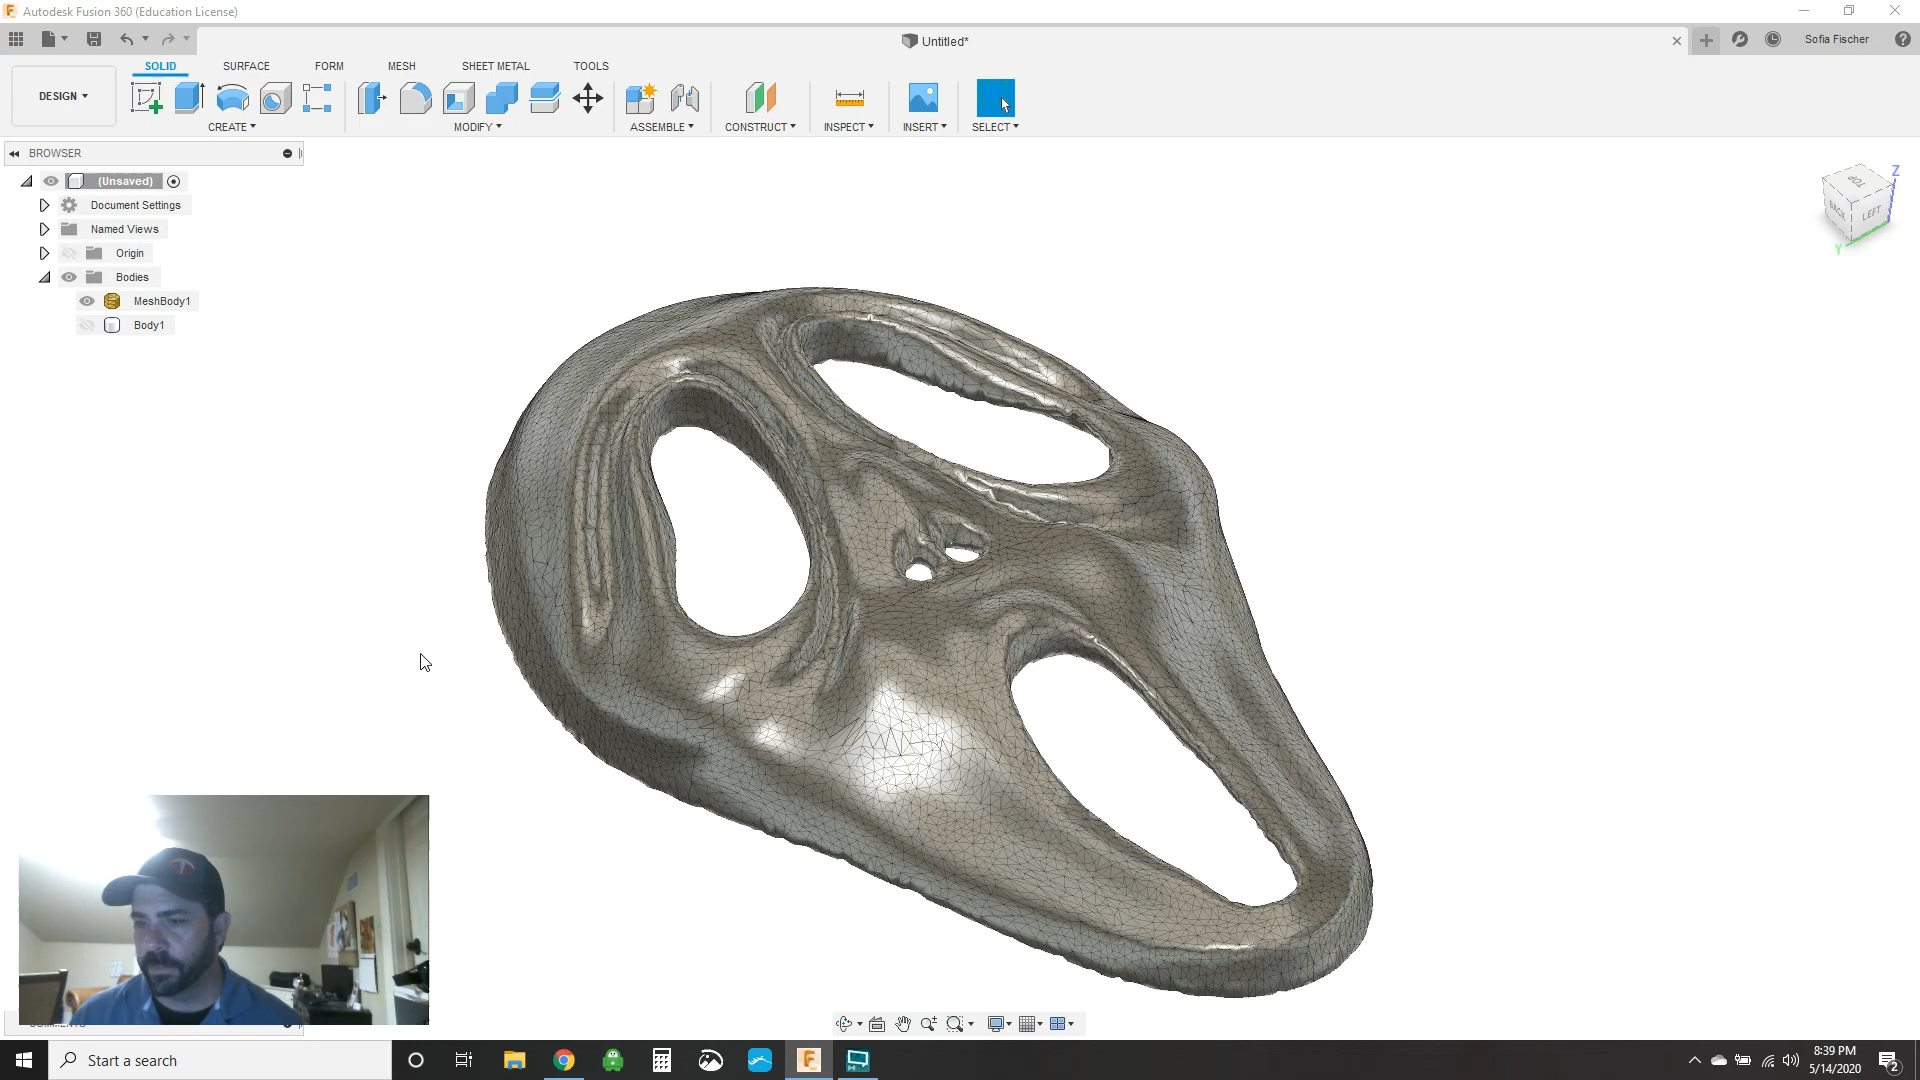 Autodesk Fusion 360 (Education License)
Untitled*
Sofia Fischer
DESIGN
SOLID SURFACE FORM MESH SHEET METAL TOOLS
CREATE MODIFY ASSEMBLE CONSTRUCT INSPECT INSERT SELECT
BROWSER
(Unsaved)
Document Settings
Named Views
Origin
Bodies
MeshBody1
Body1
TOP
BACK
LEFT
Z
Y
Start a search
8:39 PM
5/14/2020
2